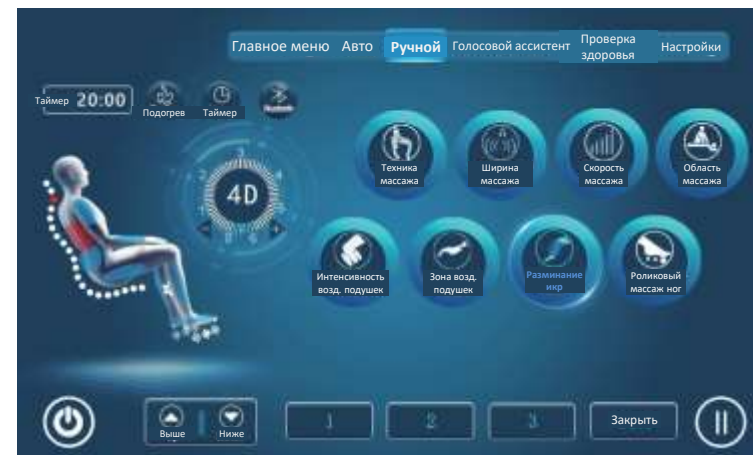 Главное меню Авто Ручной Голосовой ассистент Проверка
здоровья Настройки
Таймер 20:00
Подогрев Таймер
4D
Техника
массажа
Ширина
массажа
Скорость
массажа
Область
массажа
Интенсивность
возд. подушек
Зона возд.
подушек
Разминание
икр
Роликовый
массаж ног
Выше Ниже 1 2 3 Закрыть